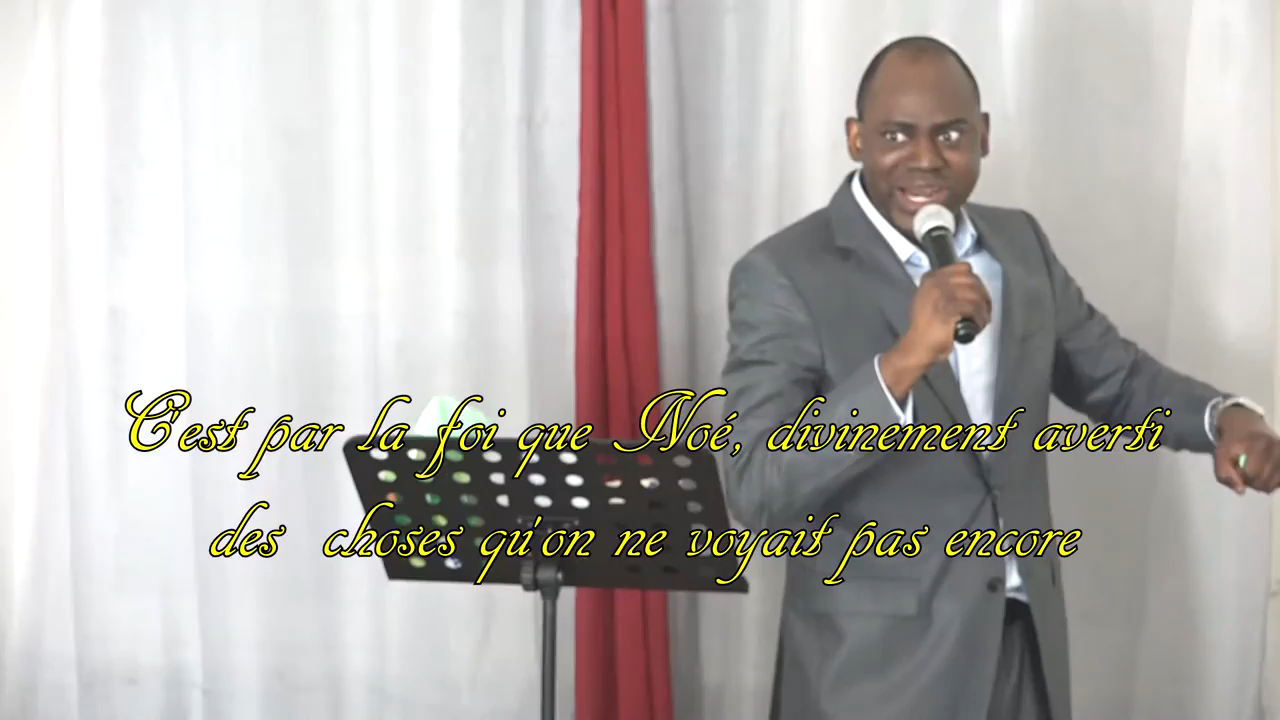 C'est par la foi que Noé, divinement averti
des choses qu'on ne voyait pas encore